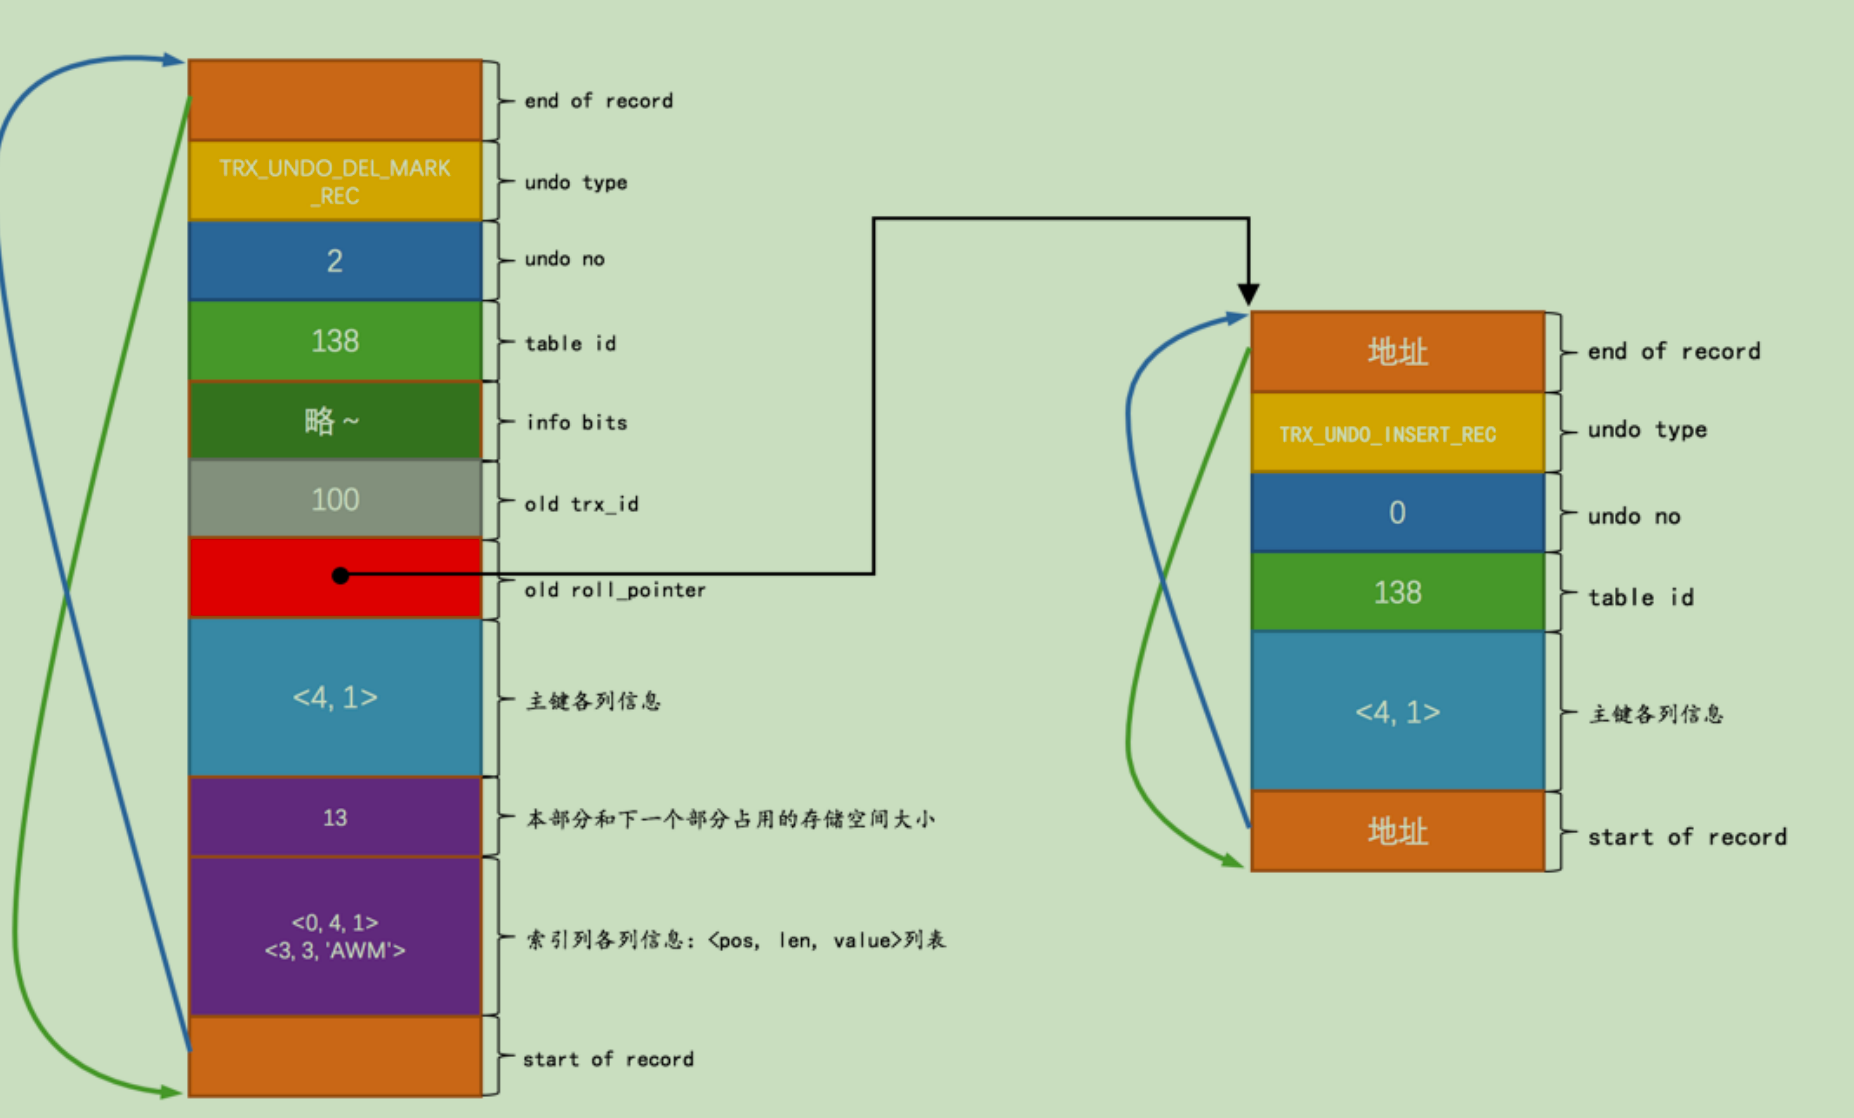 end of record
TRX_UNDO_DEL_MARK
_REC
undo type
2
undo no
138
table id
略~
info bits
100
old trx_id
old roll_pointer
<4, 1>
主键各列信息
13
本部分和下一个部分占用的存储空间大小
<0, 4, 1>
<3, 3, 'AWM'>
索引列各列信息: <pos, len, value>列表
start of record
地址
end of record
TRX_UNDO_INSERT_REC
undo type
0
undo no
138
table id
<4, 1>
主键各列信息
地址
start of record